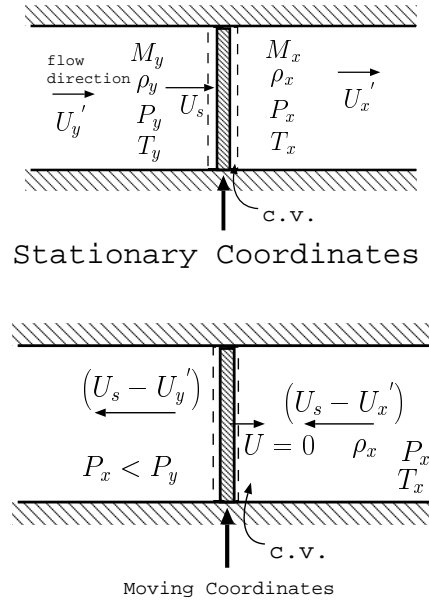 flow
direction
U_y'
M_y
ρ_y
P_y
T_y
U_s
M_x
ρ_x
P_x
T_x
U_x'
c.v.
Stationary Coordinates
(U_s − U_y')
(U_s − U_x')
U = 0
ρ_x
P_x
T_x
P_x < P_y
c.v.
Moving Coordinates